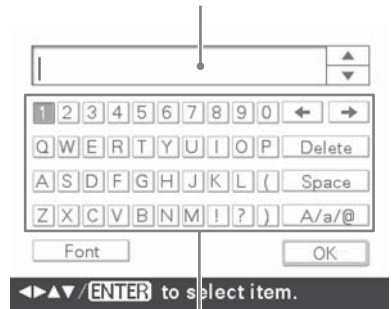 1 2 3 4 5 6 7 8 9 0 ← →
Q W E R T Y U I O P Delete
A S D F G H J K L ( Space
Z X C V B N M ! ? ) A/a/@
Font OK
◄►▲▼/ENTER to select item.